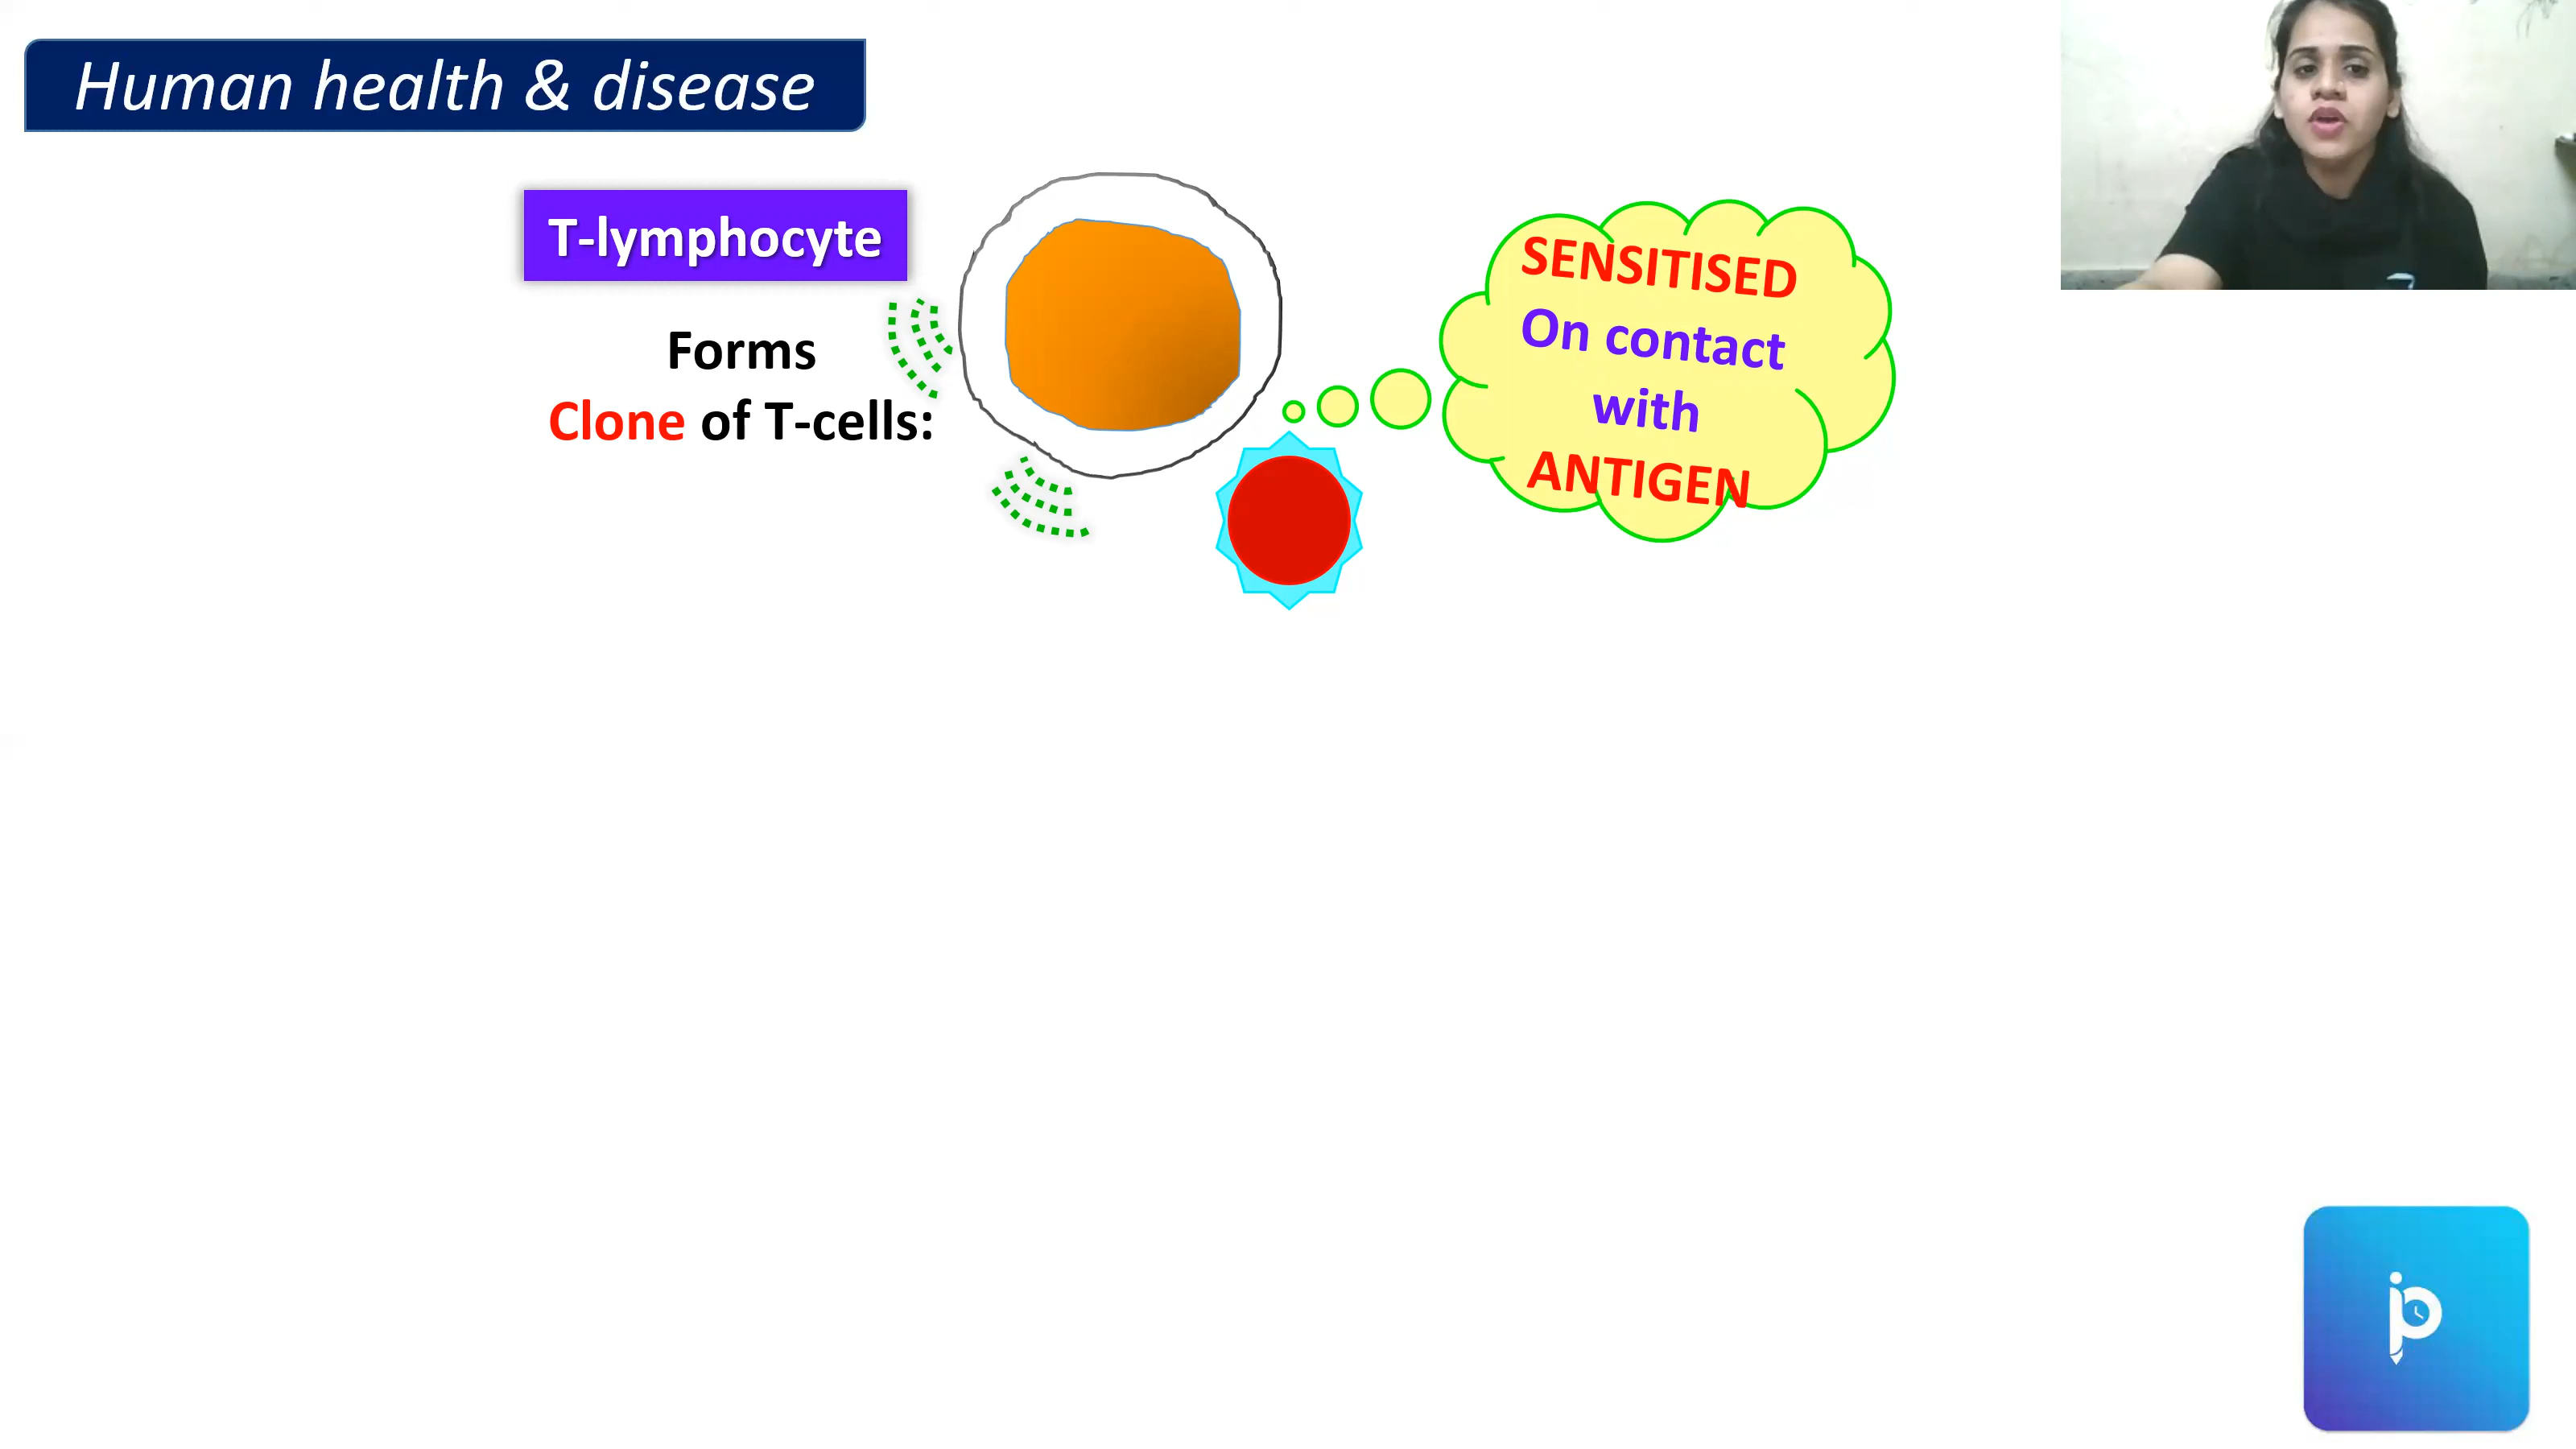 Human health & disease
T-lymphocyte
Forms
Clone of T-cells:
SENSITISED
On contact
with
ANTIGEN